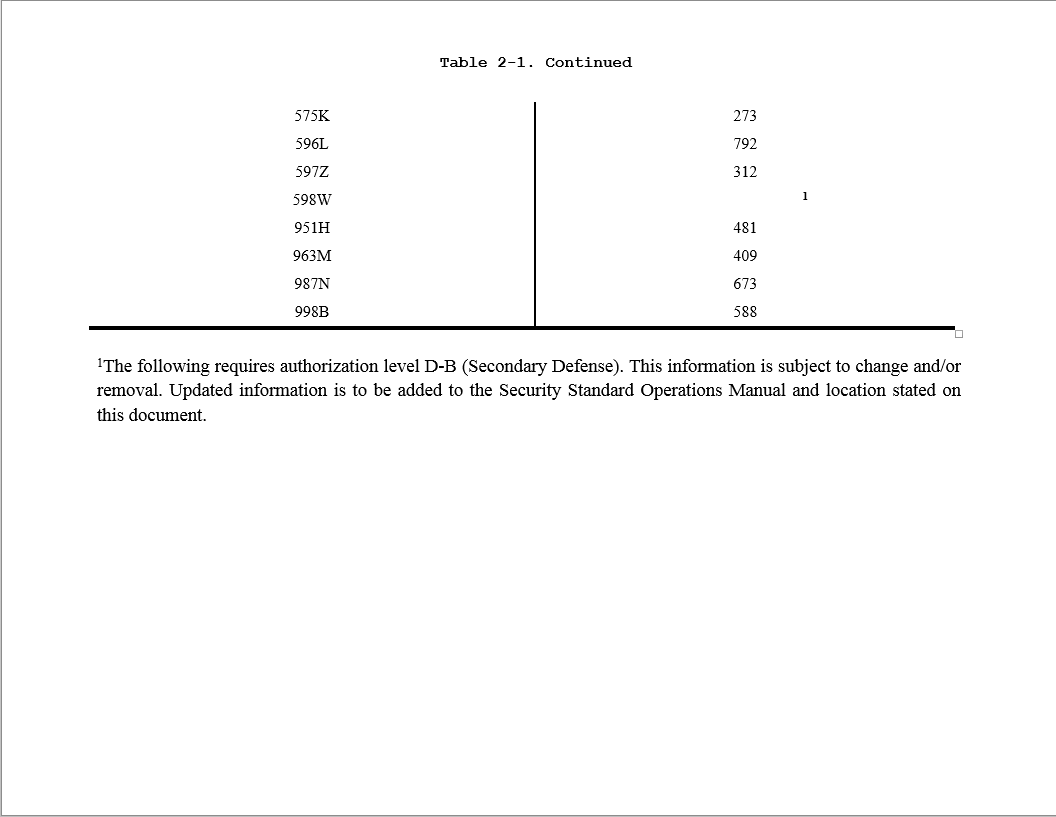 Table 2-1. Continued
575K 273
596L 792
597Z 312
598W 1
951H 481
963M 409
987N 673
998B 588
1The following requires authorization level D-B (Secondary Defense). This information is subject to change and/or
removal. Updated information is to be added to the Security Standard Operations Manual and location stated on
this document.